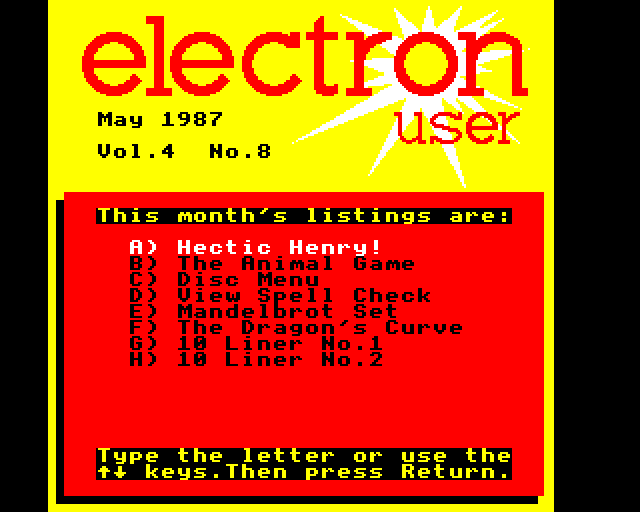 electron
user
May 1987
Vol.4 No.8
This month's listings are:
A) Hectic Henry!
B) The Animal Game
C) Disc Menu
D) View Spell Check
E) Mandelbrot Set
F) The Dragon's Curve
G) 10 Liner No.1
H) 10 Liner No.2
Type the letter or use the
↑↓ keys.Then press Return.